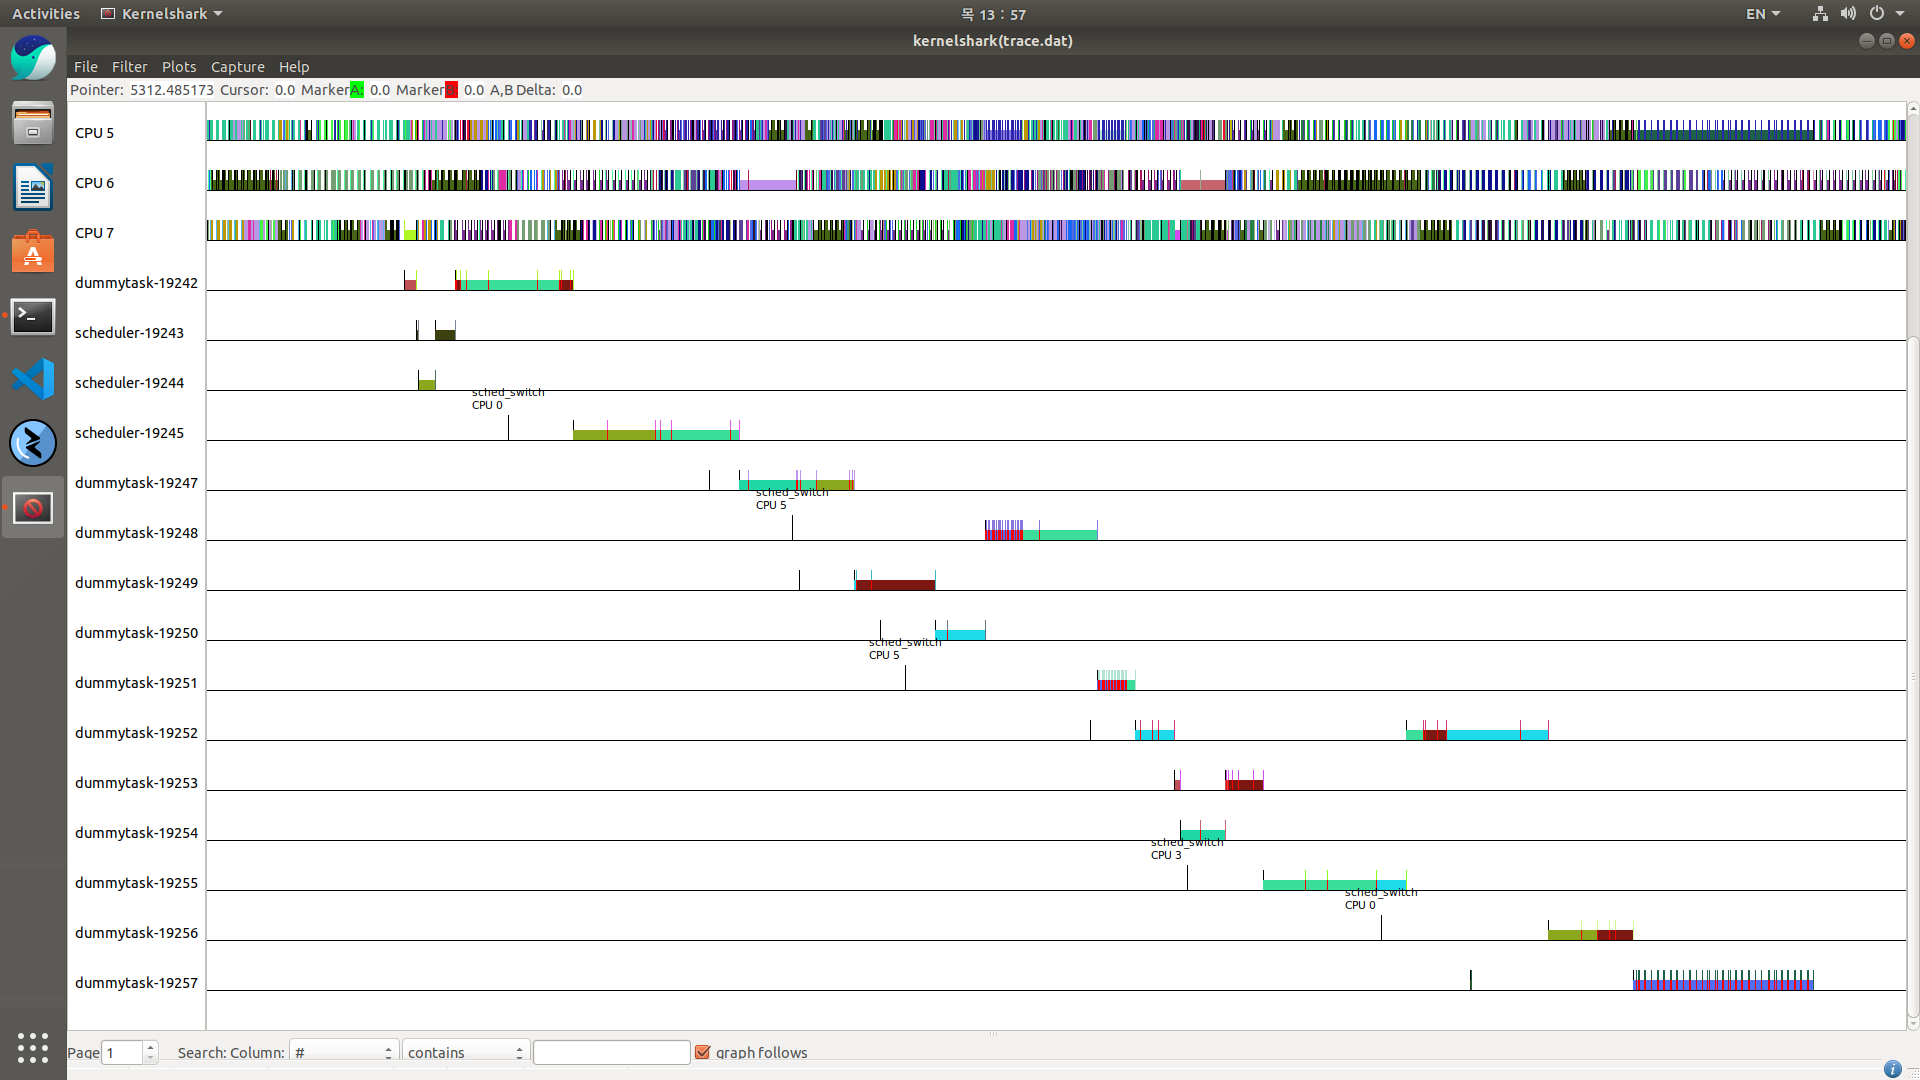 Activities Kernelshark 목 13 : 57 EN
kernelshark(trace.dat)
File Filter Plots Capture Help
Pointer: 5312.485173 Cursor: 0.0 Marker A: 0.0 Marker B: 0.0 A,B Delta: 0.0
CPU 5
CPU 6
CPU 7
dummytask-19242
scheduler-19243
scheduler-19244
sched_switch
CPU 0
scheduler-19245
dummytask-19247
sched_switch
CPU 5
dummytask-19248
dummytask-19249
dummytask-19250
sched_switch
CPU 5
dummytask-19251
dummytask-19252
dummytask-19253
dummytask-19254
sched_switch
CPU 3
dummytask-19255
sched_switch
CPU 0
dummytask-19256
dummytask-19257
Page 1 Search: Column: # contains graph follows